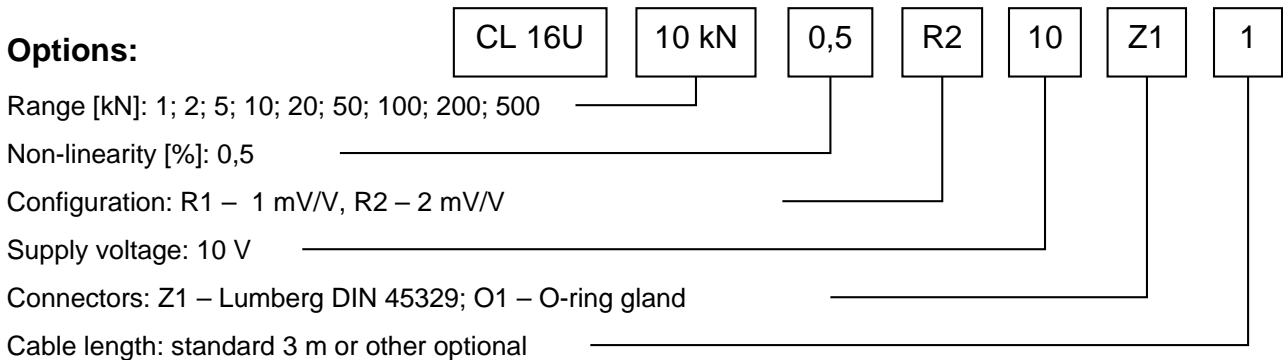 CL 16U 10 kN 0,5 R2 10 Z1 1
Options:
Range [kN]: 1; 2; 5; 10; 20; 50; 100; 200; 500
Non-linearity [%]: 0,5
Configuration: R1 – 1 mV/V, R2 – 2 mV/V
Supply voltage: 10 V
Connectors: Z1 – Lumberg DIN 45329; O1 – O-ring gland
Cable length: standard 3 m or other optional